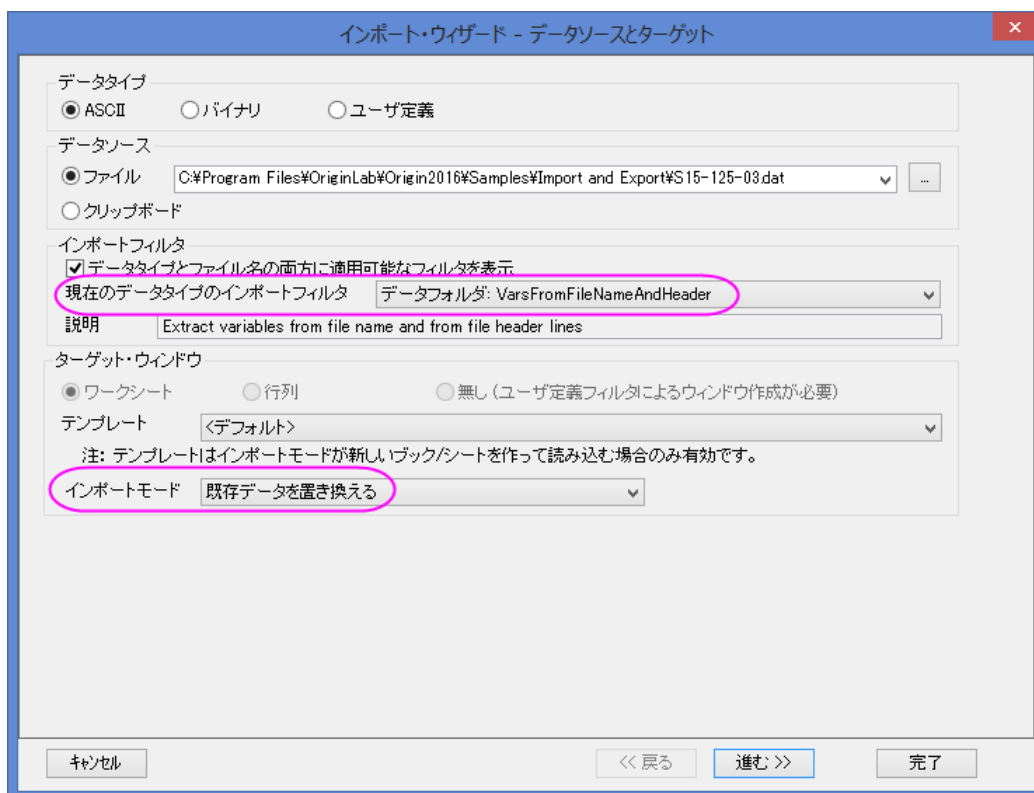 インポート・ウィザード - データソースとターゲット
データタイプ
ASCII バイナリ ユーザ定義
データソース
ファイル C:¥Program Files¥OriginLab¥Origin2016¥Samples¥Import and Export¥S15-125-03.dat ...
クリップボード
インポートフィルタ
データタイプとファイル名の両方に適用可能なフィルタを表示
現在のデータタイプのインポートフィルタ データフォルダ: VarsFromFileNameAndHeader
説明 Extract variables from file name and from file header lines
ターゲット・ウィンドウ
ワークシート 行列 無し (ユーザ定義フィルタによるウィンドウ作成が必要)
テンプレート <デフォルト>
注: テンプレートはインポートモードが新しいブック/シートを作って読み込む場合のみ有効です。
インポートモード 既存データを置き換える
キャンセル << 戻る 進む >> 完了